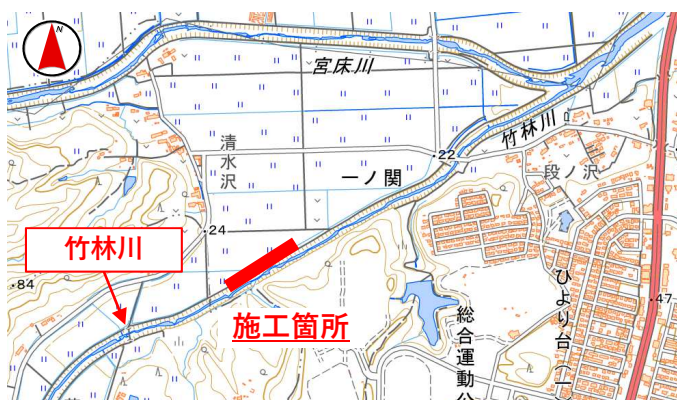 N
宮床川
竹林川
清水沢
・22
一ノ関
段ノ沢
・24
竹林川
・84
施工箇所
ひより台(一)
・47
総合運動公